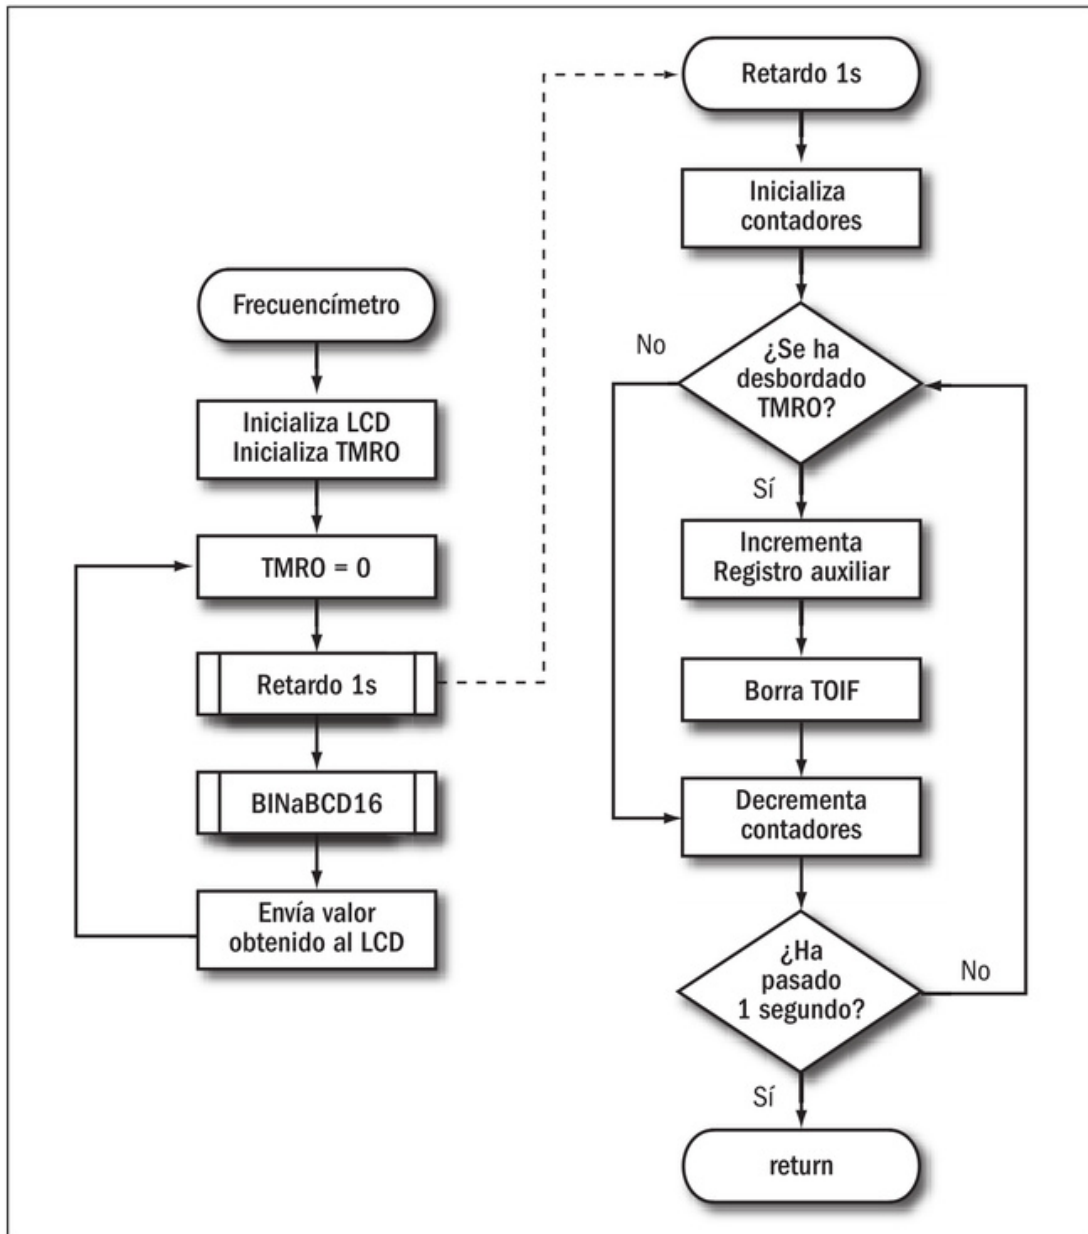 Frecuencímetro
Inicializa LCD
Inicializa TMRO
TMRO = 0
Retardo 1s
BINaBCD16
Envía valor
obtenido al LCD
Retardo 1s
Inicializa
contadores
¿Se ha
desbordado
TMRO?
No
Sí
Incrementa
Registro auxiliar
Borra TOIF
Decrementa
contadores
¿Ha
pasado
1 segundo?
No
Sí
return